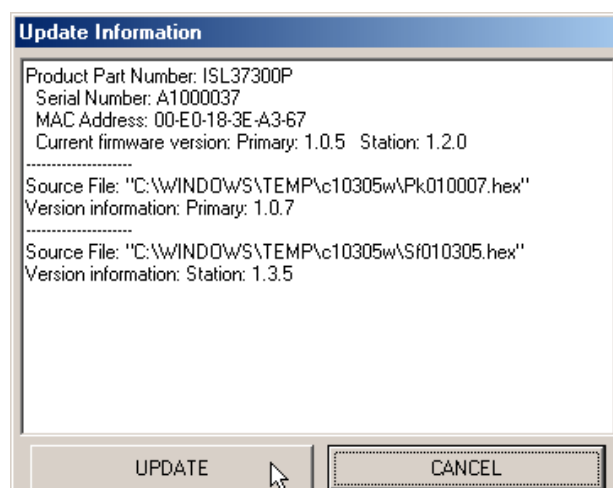 Update Information
Product Part Number: ISL37300P
Serial Number: A1000037
MAC Address: 00-E0-18-3E-A3-67
Current firmware version: Primary: 1.0.5   Station: 1.2.0
--------------------
Source File: "C:\WINDOWS\TEMP\c10305w\Pk010007.hex"
Version information: Primary: 1.0.7
--------------------
Source File: "C:\WINDOWS\TEMP\c10305w\Sf010305.hex"
Version information: Station: 1.3.5
UPDATE
CANCEL